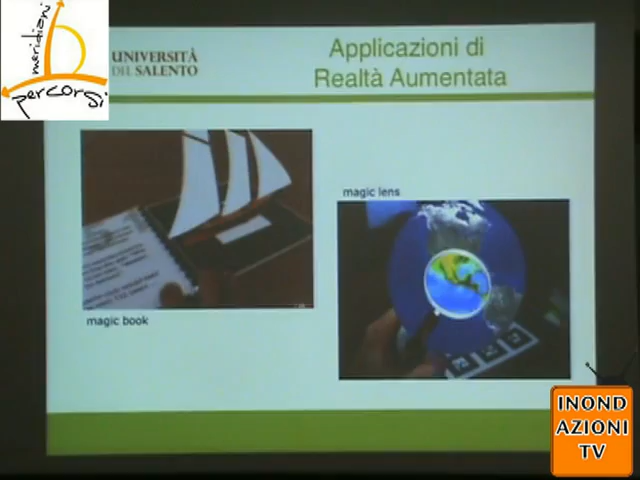 meridiani
percorsi
UNIVERSITÀ
DEL SALENTO
Applicazioni di
Realtà Aumentata
magic lens
magic book
INOND
AZIONI
TV